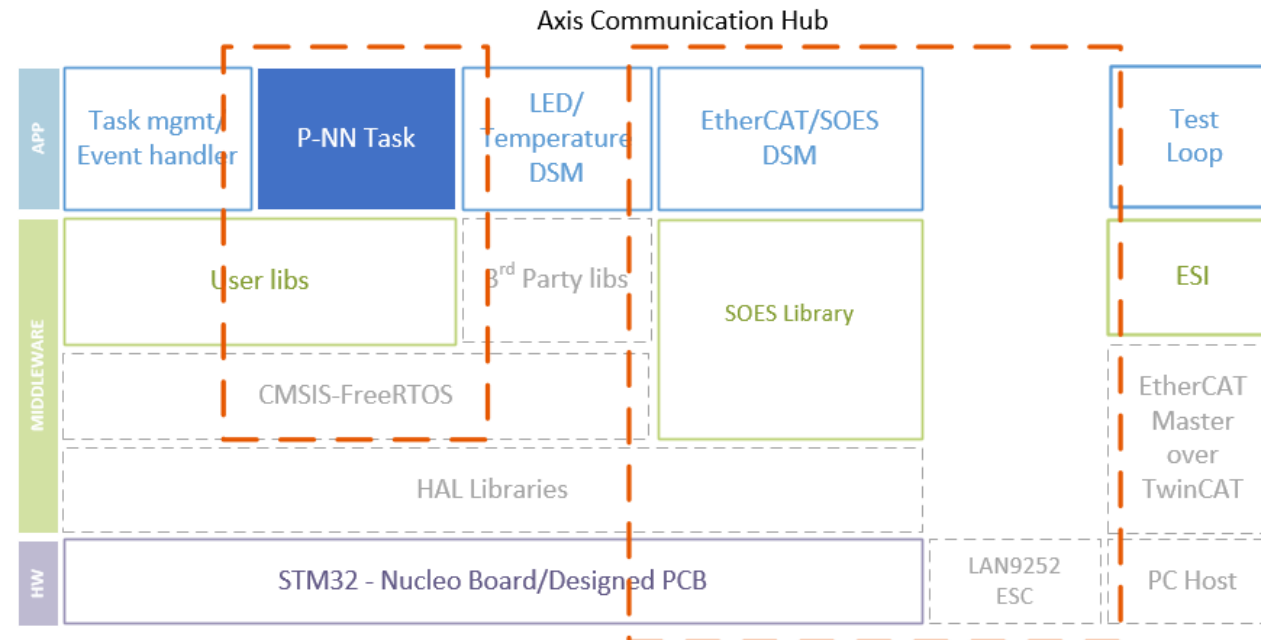 Axis Communication Hub
APP
Task mgmt/
Event handler
P-NN Task
LED/
Temperature
DSM
EtherCAT/SOES
DSM
Test
Loop
MIDDLEWARE
User libs
3rd Party libs
SOES Library
ESI
CMSIS-FreeRTOS
EtherCAT
Master
over
TwinCAT
HAL Libraries
HW
STM32 - Nucleo Board/Designed PCB
LAN9252
ESC
PC Host